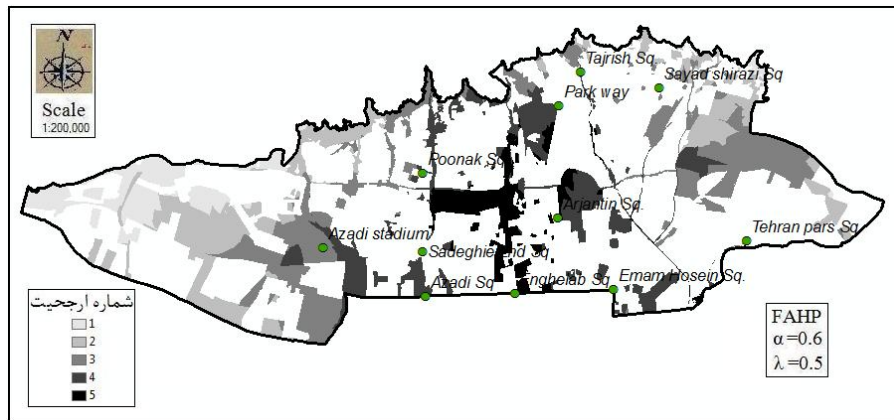 N
Scale
1:200,000
Tajrish Sq.
Sayad shirazi Sq
Park way
Poonak Sq.
Arjantin Sq.
Azadi stadium
Sadeghieh 2nd Sq
Tehran pars Sq
Azadi Sq
Enghelab Sq.
Emam Hosein Sq.
شماره ارجحیت
1
2
3
4
5
FAHP
α =0.6
λ =0.5